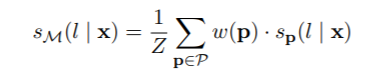 s_ℳ(l | 𝐱) = 1/Z ∑_{𝐩∈𝒫} w(𝐩) · s_𝐩(l | 𝐱)